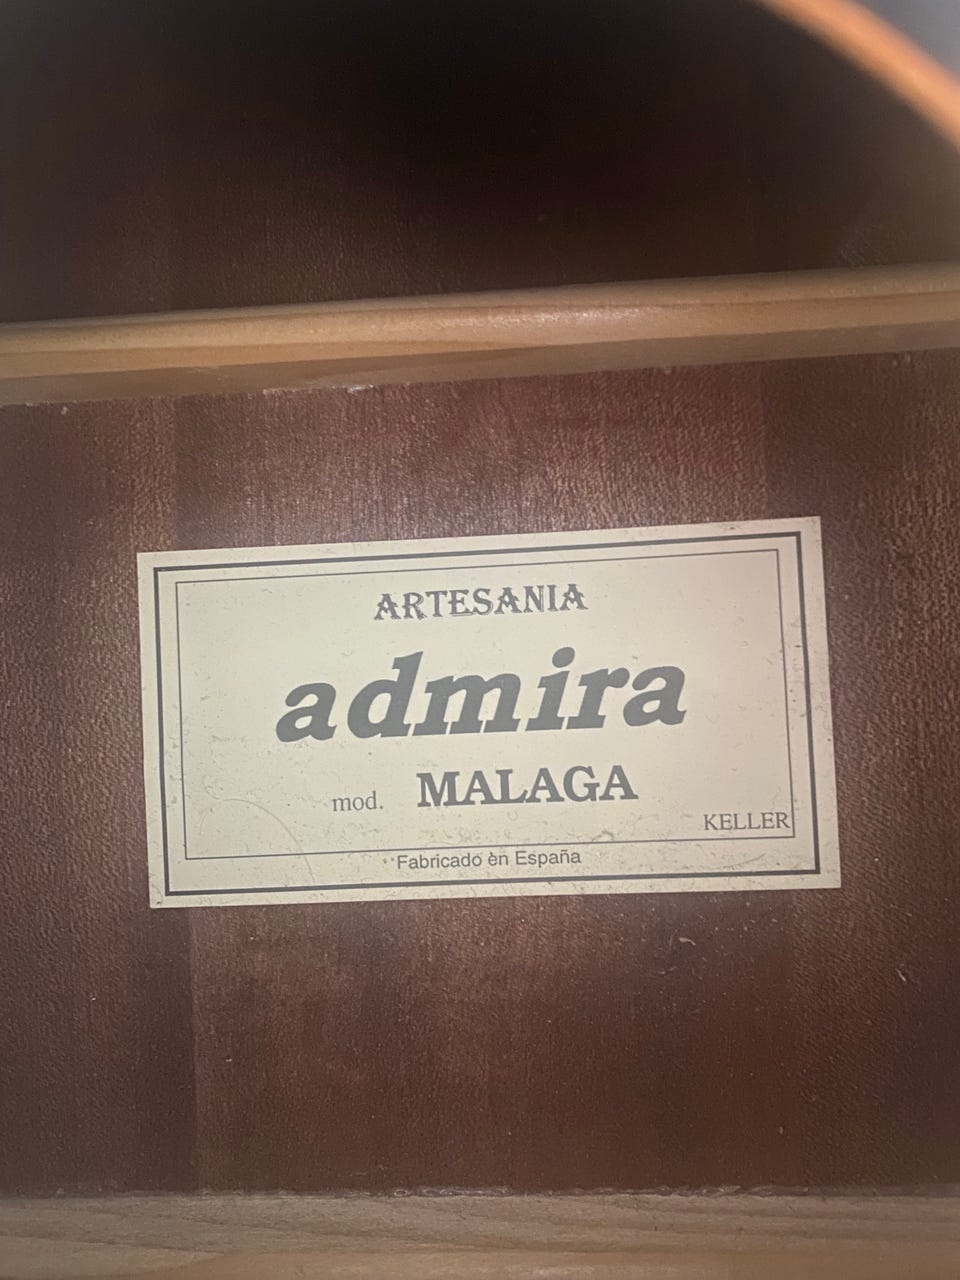 ARTESANIA
admira
mod. MALAGA
KELLER
Fabricado en España